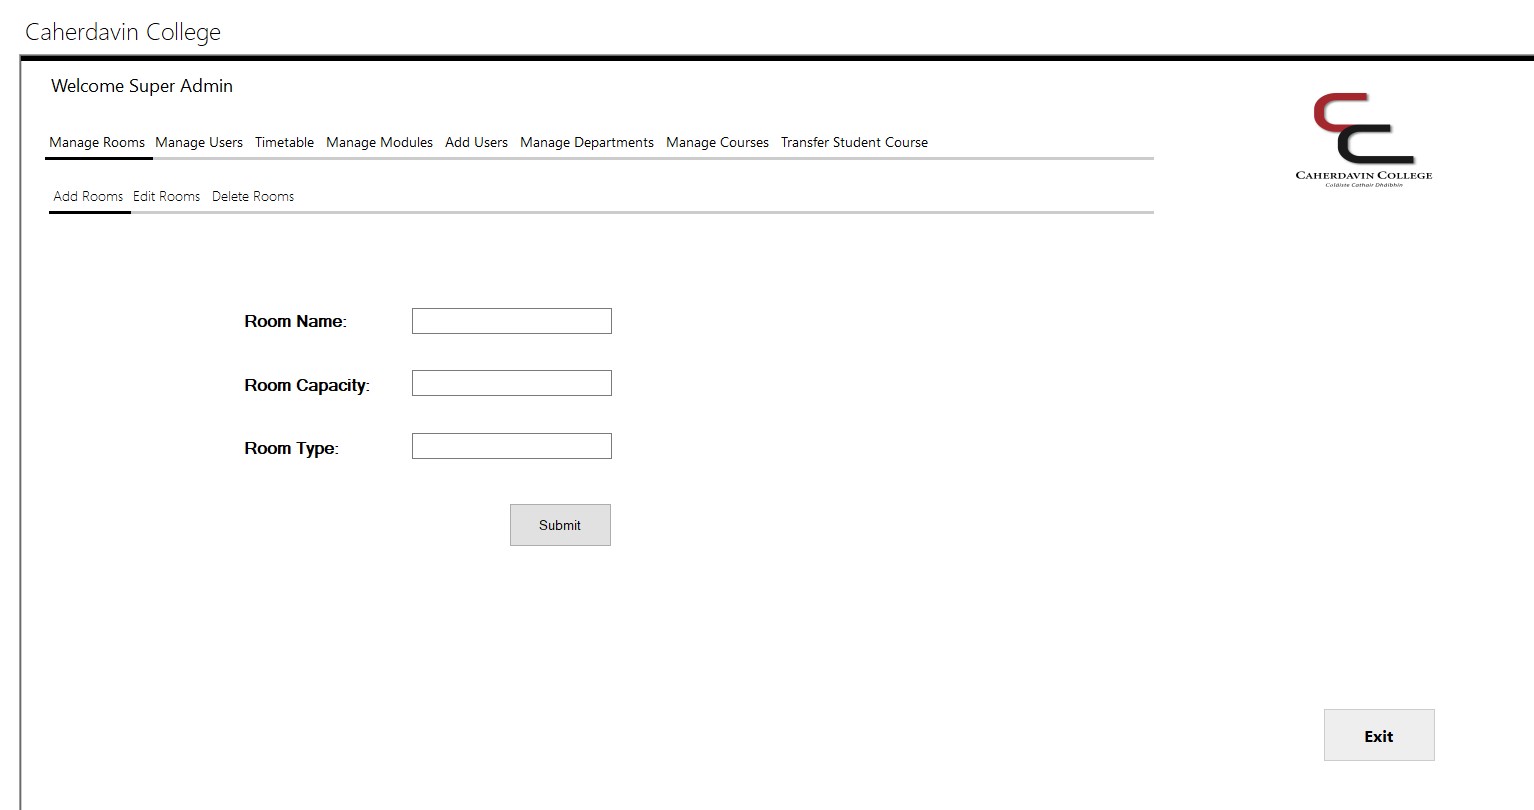 Caherdavin College
Welcome Super Admin
Manage Rooms Manage Users Timetable Manage Modules Add Users Manage Departments Manage Courses Transfer Student Course
CAHERDAVIN COLLEGE
Coláiste Cathair Dháibhín
Add Rooms Edit Rooms Delete Rooms
Room Name:
Room Capacity:
Room Type:
Submit
Exit